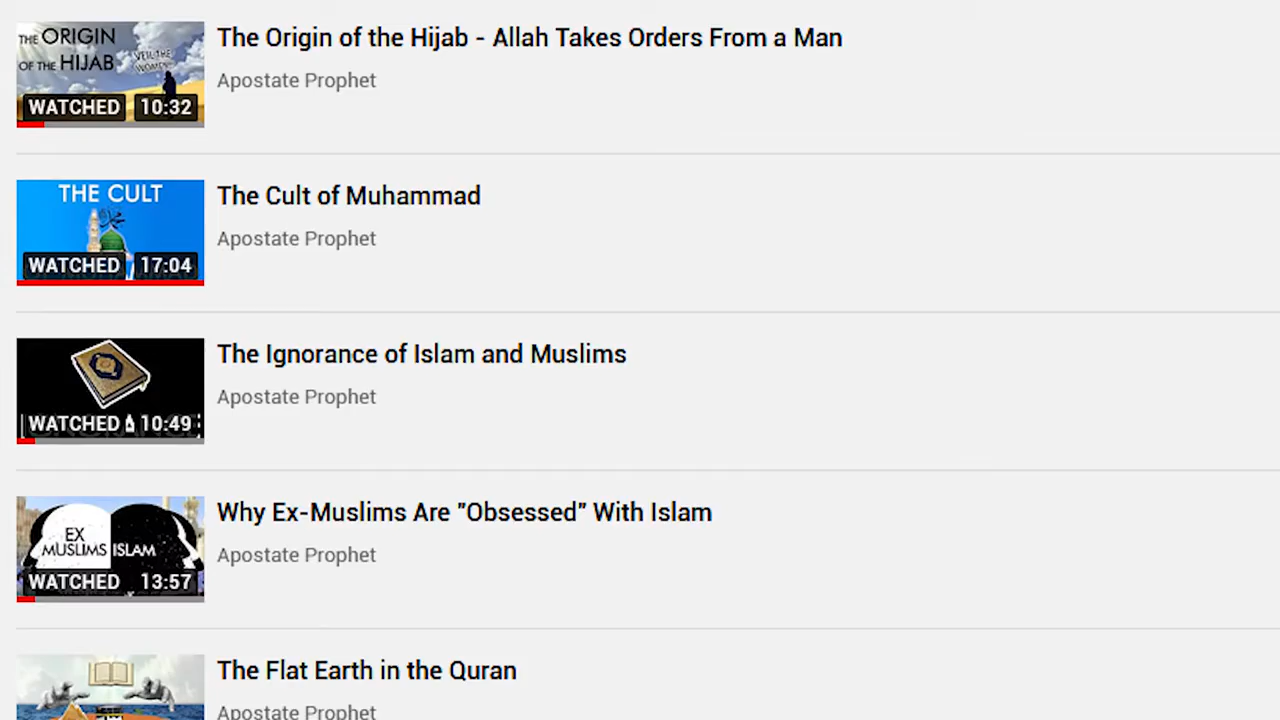 THE ORIGIN
OF THE HIJAB
VEIL THE
WOMEN
WATCHED 10:32
The Origin of the Hijab - Allah Takes Orders From a Man
Apostate Prophet
THE CULT
WATCHED 17:04
The Cult of Muhammad
Apostate Prophet
WATCHED 10:49
The Ignorance of Islam and Muslims
Apostate Prophet
EX
MUSLIMS ISLAM
WATCHED 13:57
Why Ex-Muslims Are "Obsessed" With Islam
Apostate Prophet
The Flat Earth in the Quran
Apostate Prophet